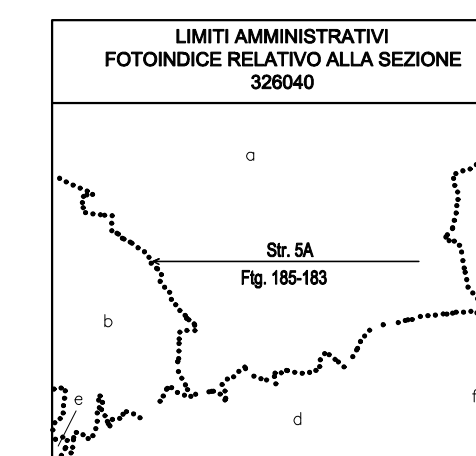 LIMITI AMMINISTRATIVI
FOTOINDICE RELATIVO ALLA SEZIONE
326040
a
Str. 5A
Ftg. 185-183
b
e
d
f